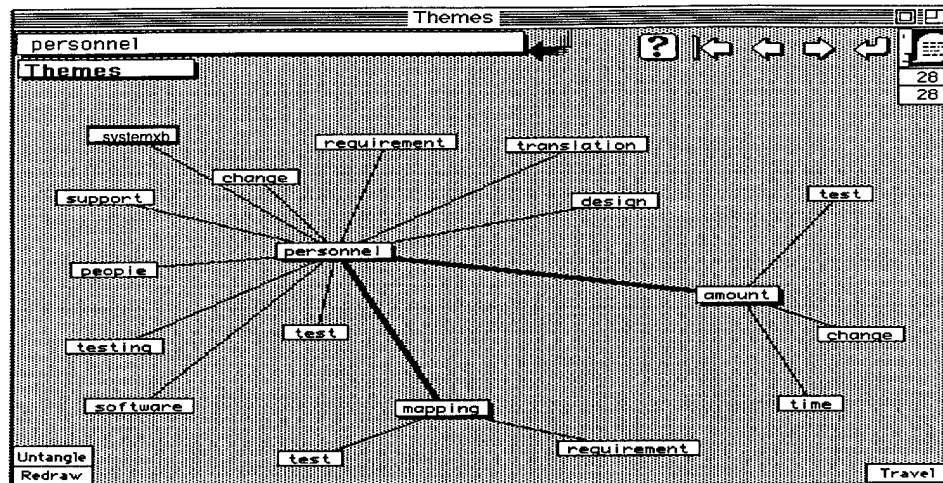 Themes
personnel
?
Themes
28
28
systemxh
requirement
translation
change
support
design
test
personnel
people
amount
test
change
testing
software
mapping
time
test
requirement
Untangle
Redraw
Travel